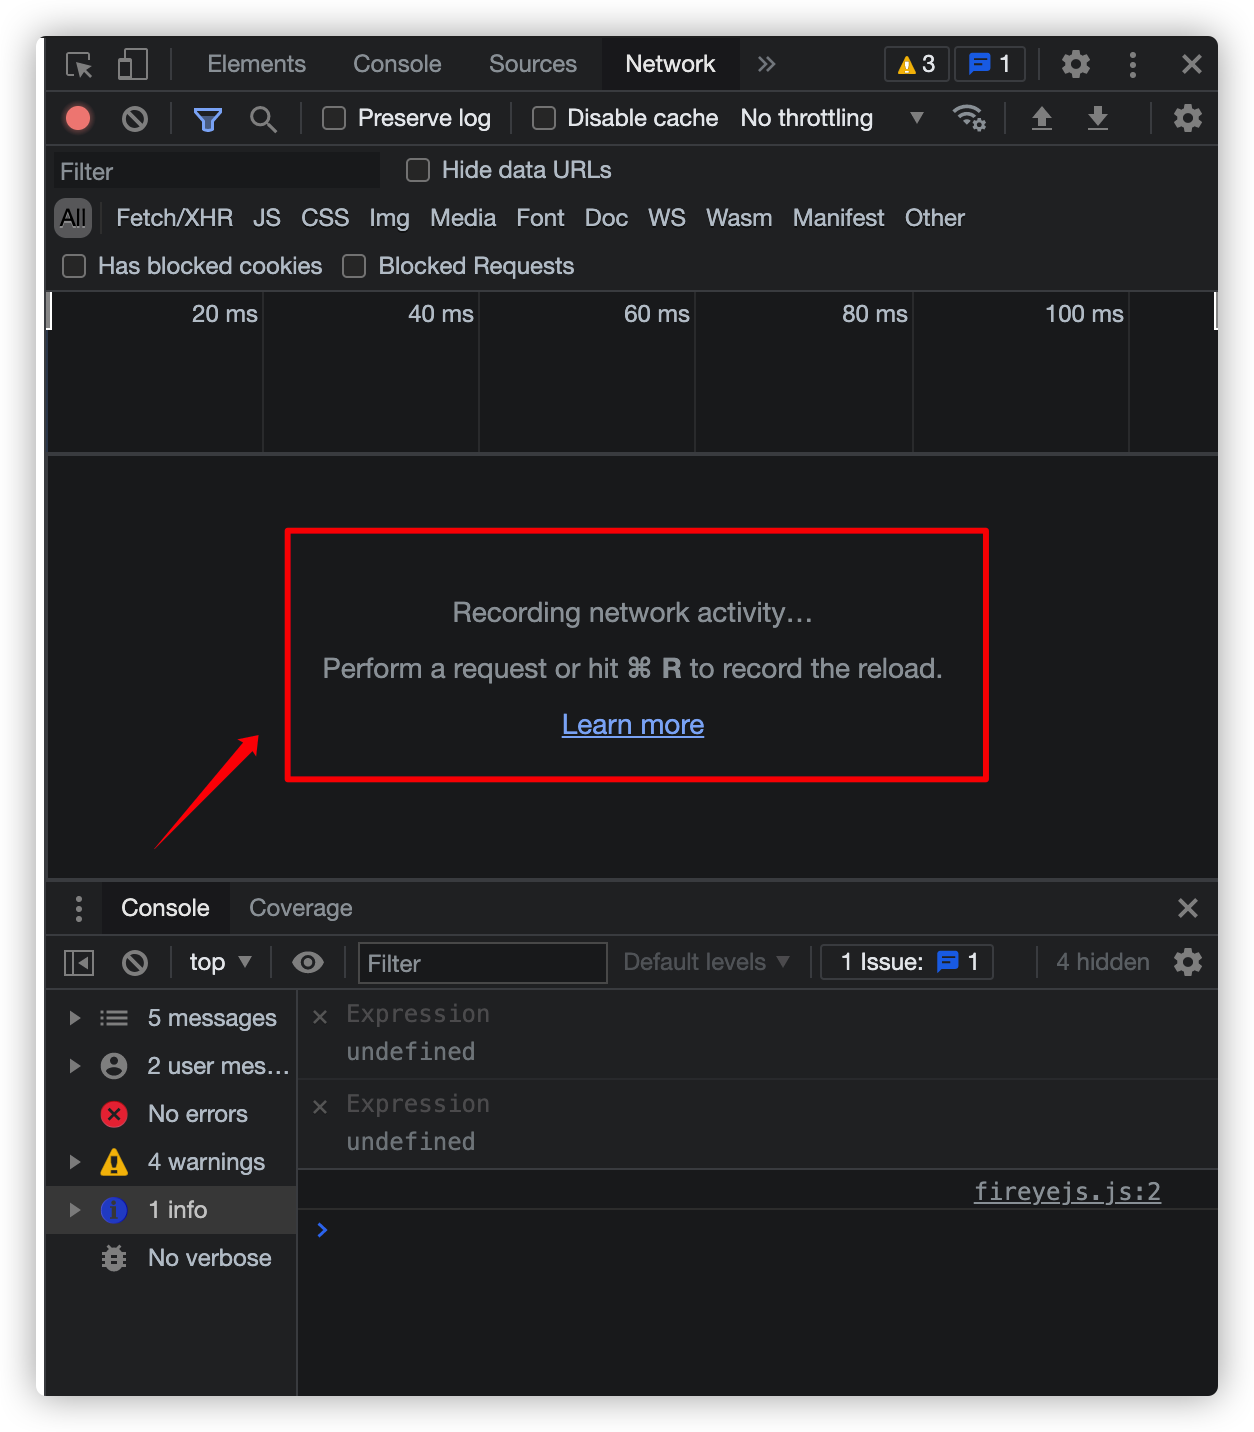 Elements Console Sources Network 3 1
Preserve log Disable cache No throttling
Filter Hide data URLs
All Fetch/XHR JS CSS Img Media Font Doc WS Wasm Manifest Other
Has blocked cookies Blocked Requests
20 ms 40 ms 60 ms 80 ms 100 ms
Recording network activity…
Perform a request or hit ⌘ R to record the reload.
Learn more
Console Coverage
top Filter Default levels 1 Issue: 1 4 hidden
5 messages
2 user mes…
No errors
4 warnings
1 info
No verbose
Expression
undefined
Expression
undefined
fireyejs.js:2